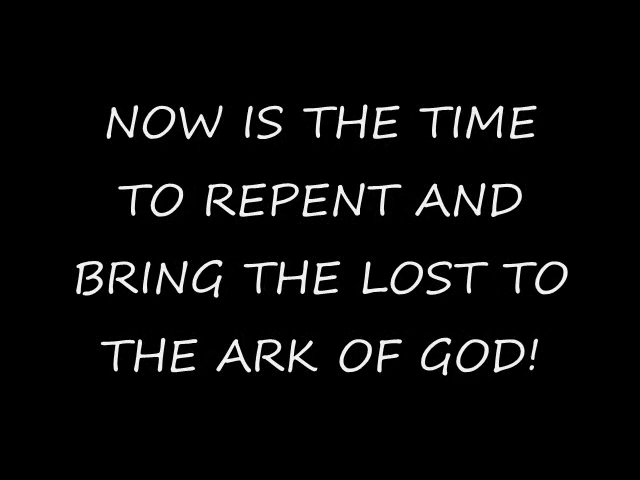 NOW IS THE TIME
TO REPENT AND
BRING THE LOST TO
THE ARK OF GOD!